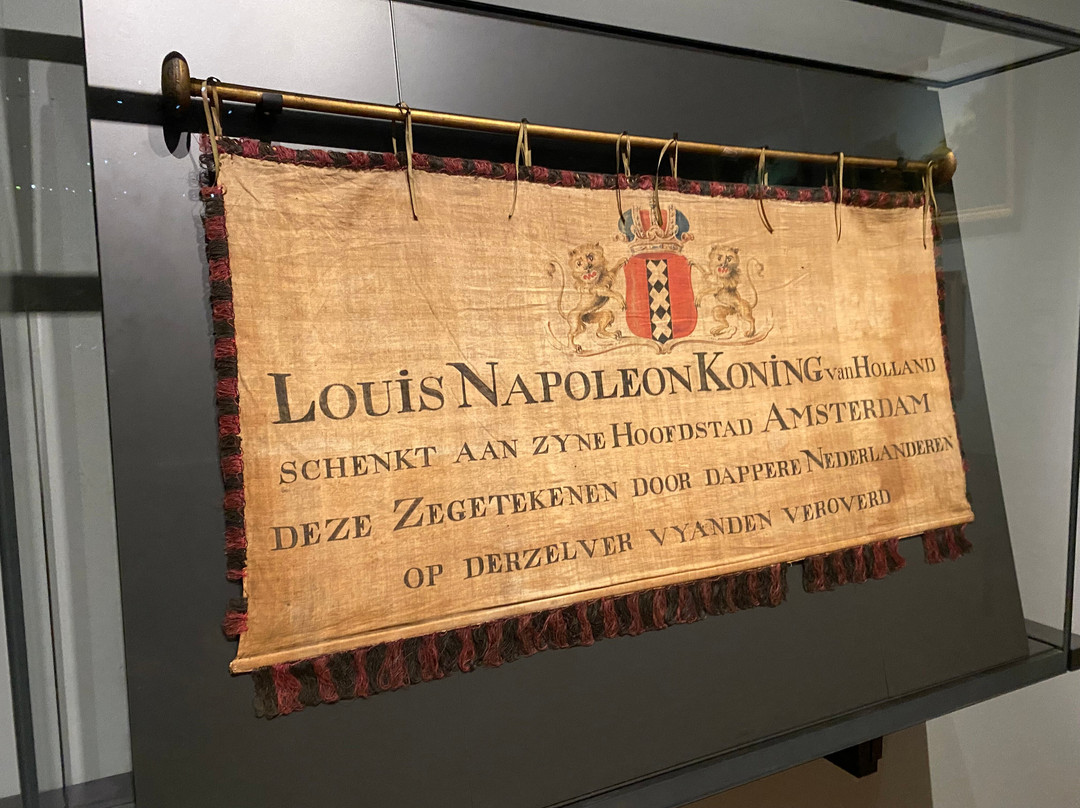 LOUiS NAPOLEON KONiNG van HOLLAND
SCHENKT AAN ZYNE HOOFDSTAD AMSTERDAM
DEZE ZEGETEKENEN DOOR DAPPERE NEDERLANDEREN
OP DERZELVER VYANDEN VEROVERD